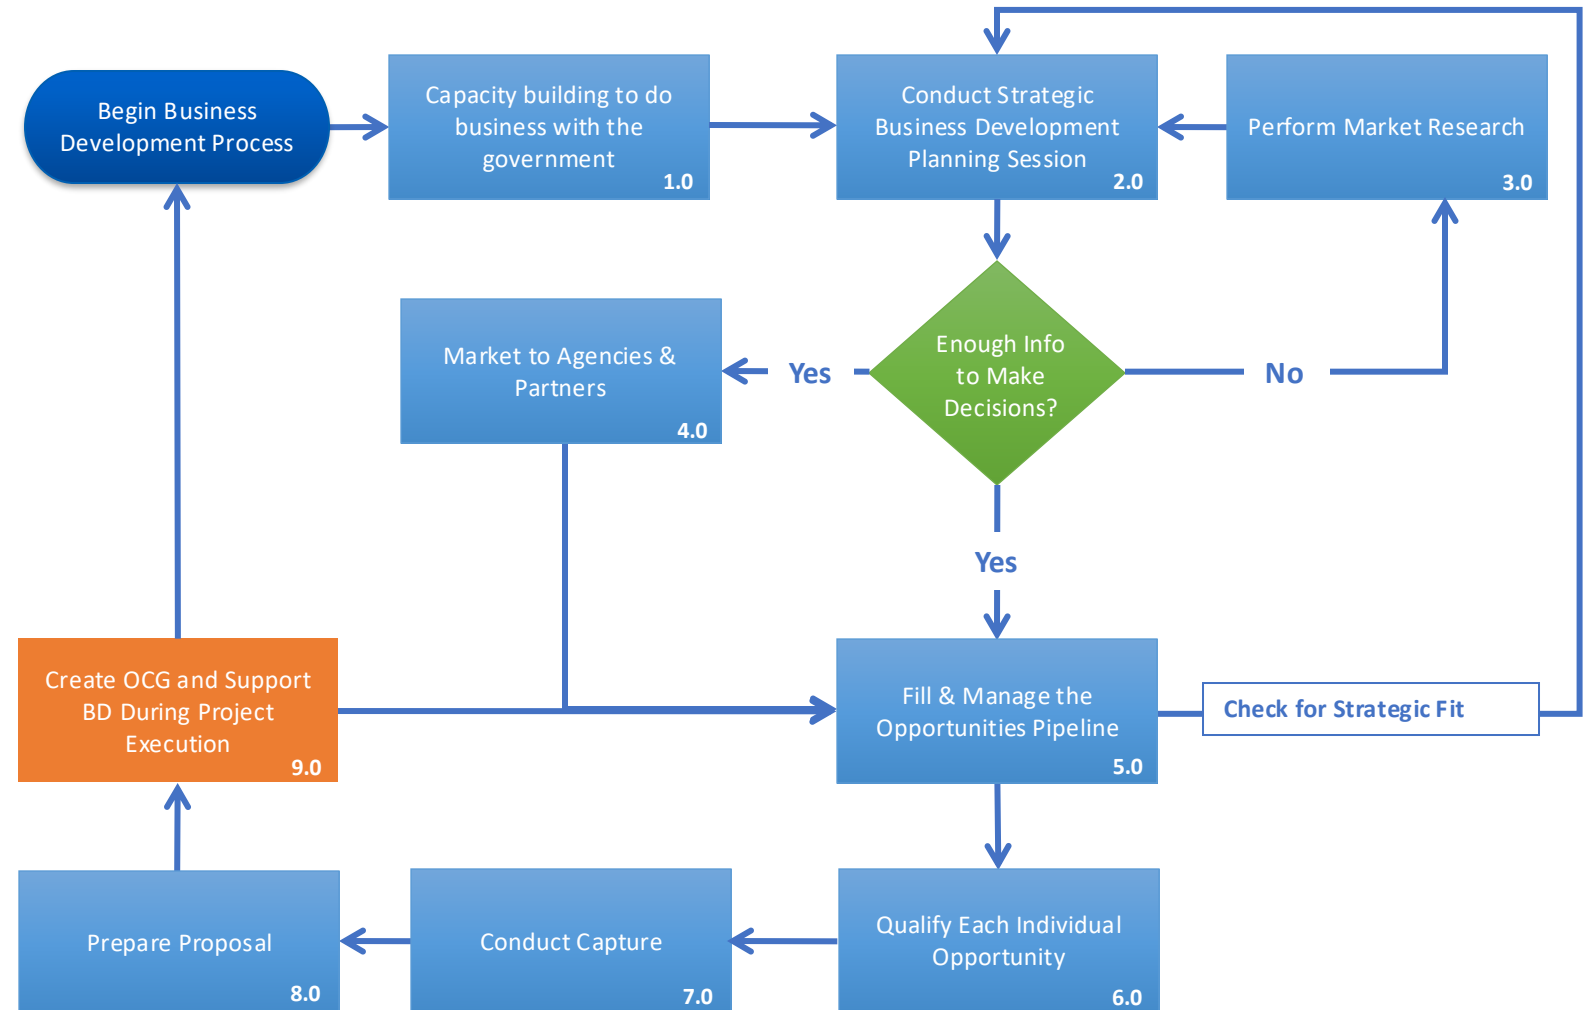 Begin Business
Development Process
Capacity building to do
business with the
government
1.0
Conduct Strategic
Business Development
Planning Session
2.0
Perform Market Research
3.0
Market to Agencies &
Partners
4.0
Yes
Enough Info
to Make
Decisions?
No
Yes
Create OCG and Support
BD During Project
Execution
9.0
Fill & Manage the
Opportunities Pipeline
5.0
Check for Strategic Fit
Prepare Proposal
8.0
Conduct Capture
7.0
Qualify Each Individual
Opportunity
6.0